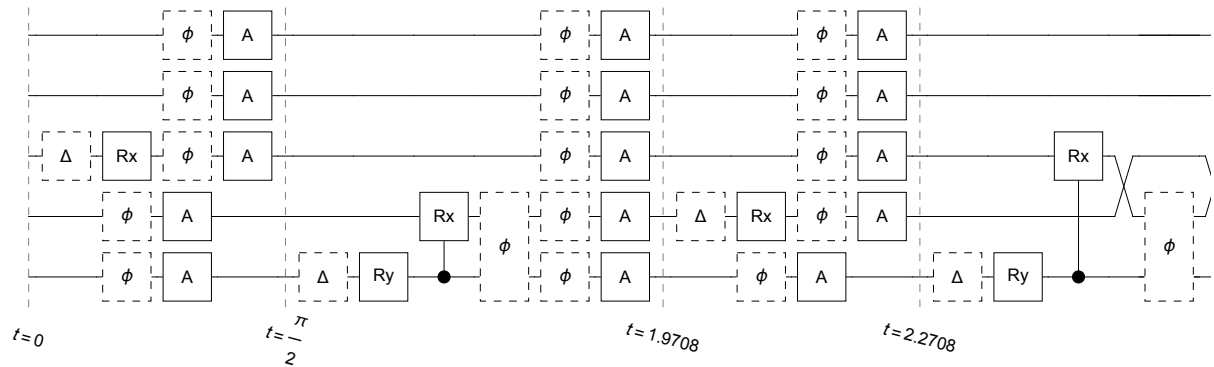 ϕ A ϕ A ϕ A
ϕ A ϕ A ϕ A
Δ Rx ϕ A ϕ A ϕ A Rx
ϕ A Rx ϕ ϕ A Δ Rx ϕ A ϕ
ϕ A Δ Ry ϕ A ϕ A Δ Ry
t=0 t=π/2 t=1.9708 t=2.2708